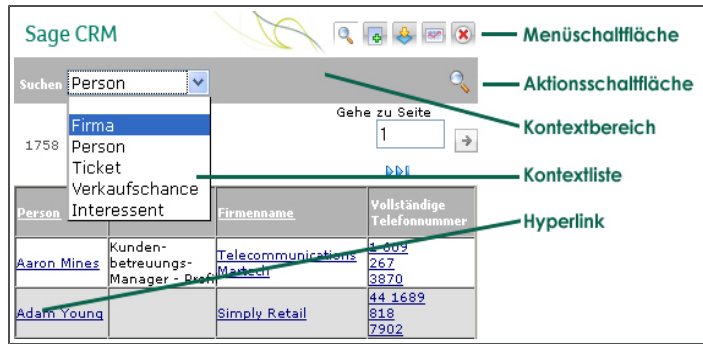 Sage CRM
Menüschaltfläche
Suchen Person
Aktionsschaltfläche
Gehe zu Seite
1
1758
Kontextbereich
Firma
Person
Ticket
Verkaufschance
Interessent
Kontextliste
Person Firmenname Vollständige
Telefonnummer
Hyperlink
Aaron Mines
Kunden-
betreuungs-
Manager - Profi
Telecommunications
Martech
1 609
267
3870
Adam Young
Simply Retail
44 1689
818
7902